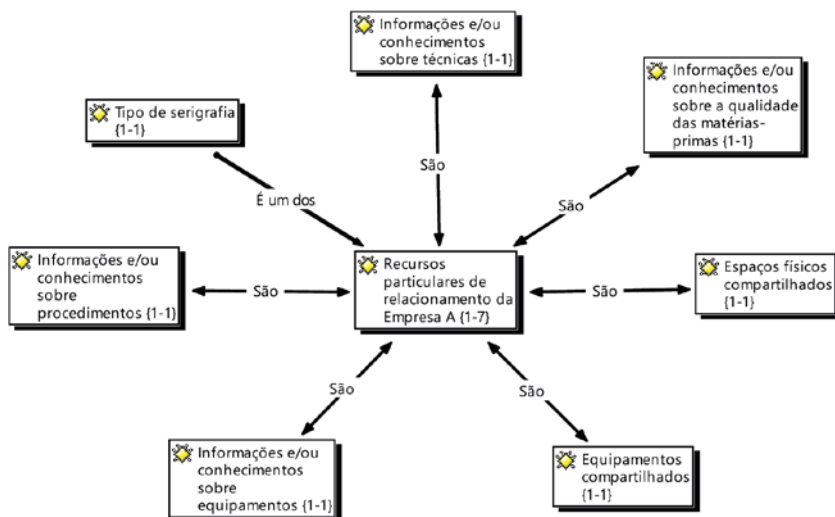 Informações e/ou
conhecimentos
sobre técnicas {1-1}
Informações e/ou
conhecimentos
sobre a qualidade
das matérias-
primas {1-1}
Tipo de serigrafia
{1-1}
São
É um dos
São
Informações e/ou
conhecimentos
sobre
procedimentos {1-1}
São
Recursos
particulares de
relacionamento da
Empresa A {1-7}
São
Espaços físicos
compartilhados
{1-1}
São
São
Informações e/ou
conhecimentos
sobre
equipamentos {1-1}
Equipamentos
compartilhados
{1-1}